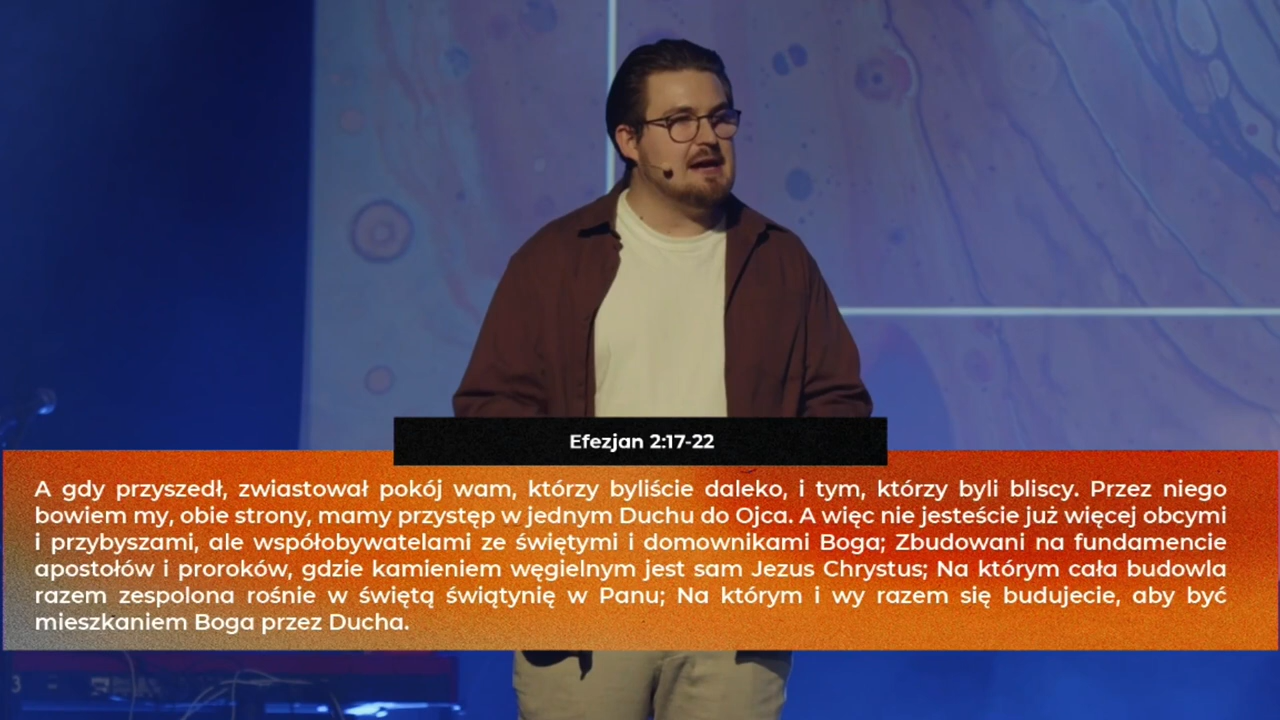 Efezjan 2:17-22
A gdy przyszedł, zwiastował pokój wam, którzy byliście daleko, i tym, którzy byli bliscy. Przez niego
bowiem my, obie strony, mamy przystęp w jednym Duchu do Ojca. A więc nie jesteście już więcej obcymi
i przybyszami, ale współobywatelami ze świętymi i domownikami Boga; Zbudowani na fundamencie
apostołów i proroków, gdzie kamieniem węgielnym jest sam Jezus Chrystus; Na którym cała budowla
razem zespolona rośnie w świętą świątynię w Panu; Na którym i wy razem się budujecie, aby być
mieszkaniem Boga przez Ducha.